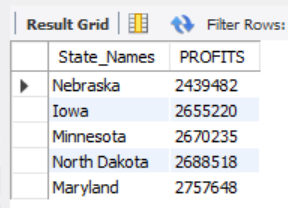 Result Grid Filter Rows:
State_Names PROFITS
Nebraska 2439482
Iowa 2655220
Minnesota 2670235
North Dakota 2688518
Maryland 2757648